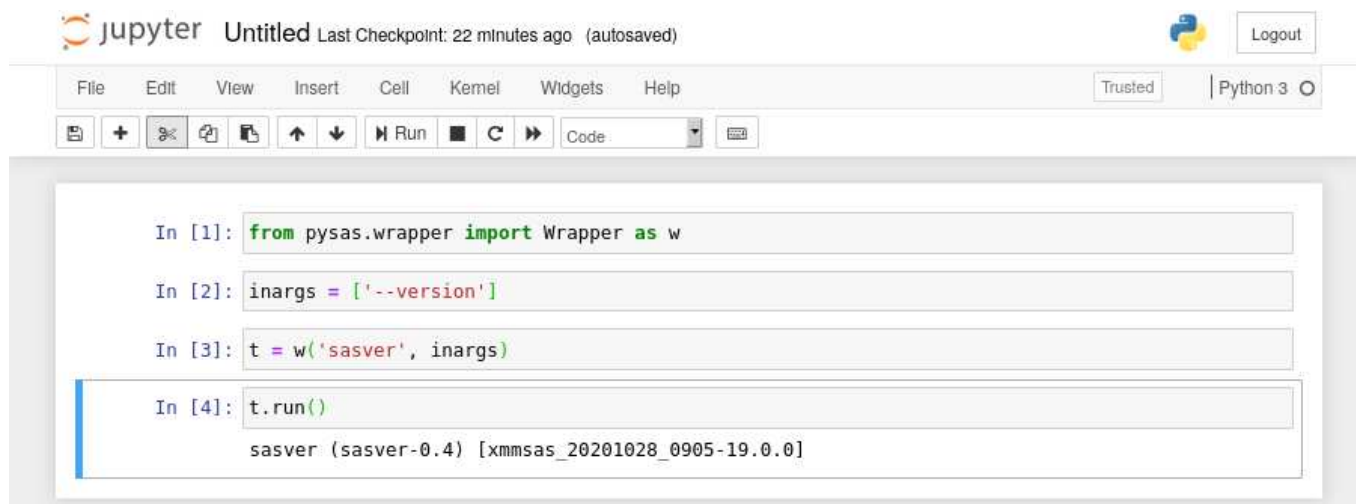 jupyter Untitled Last Checkpoint: 22 minutes ago (autosaved) Logout
File Edit View Insert Cell Kernel Widgets Help Trusted Python 3
Run Code
In [1]: from pysas.wrapper import Wrapper as w
In [2]: inargs = ['--version']
In [3]: t = w('sasver', inargs)
In [4]: t.run()
sasver (sasver-0.4) [xmmsas_20201028_0905-19.0.0]